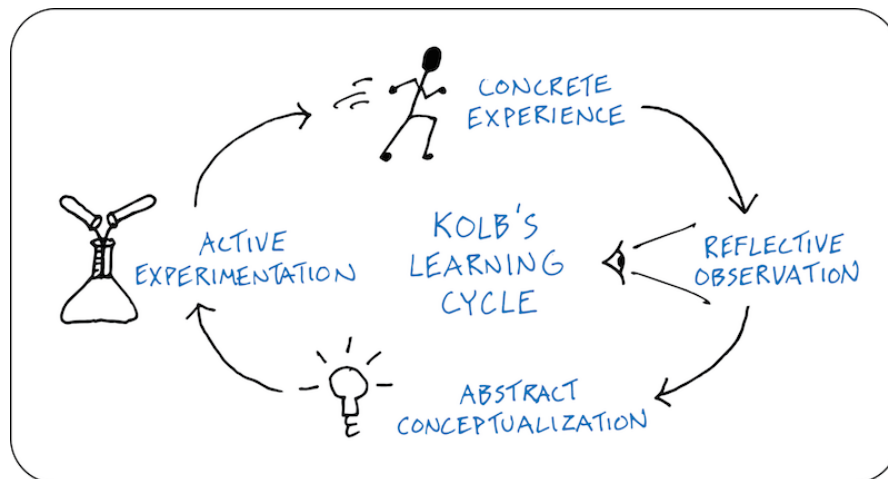 CONCRETE
EXPERIENCE
KOLB'S
LEARNING
CYCLE
REFLECTIVE
OBSERVATION
ABSTRACT
CONCEPTUALIZATION
ACTIVE
EXPERIMENTATION